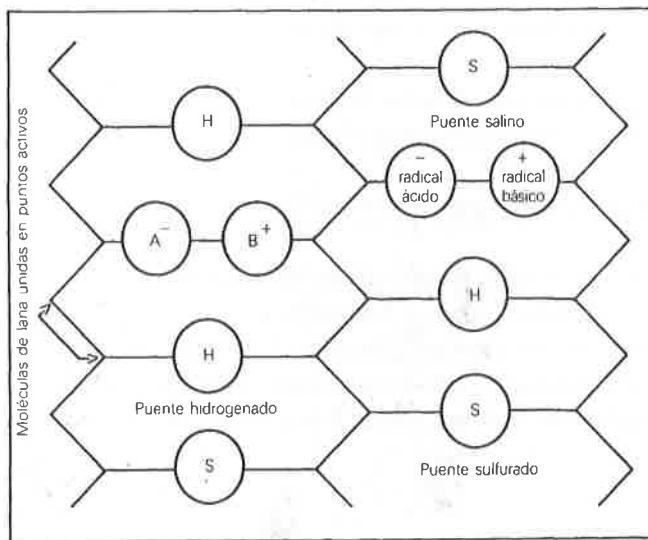 Moléculas de lana unidas en puntos activos
S
H
Puente salino
− +
radical ácido
radical básico
A− B+
H
H
Puente hidrogenado
S
S
Puente sulfurado